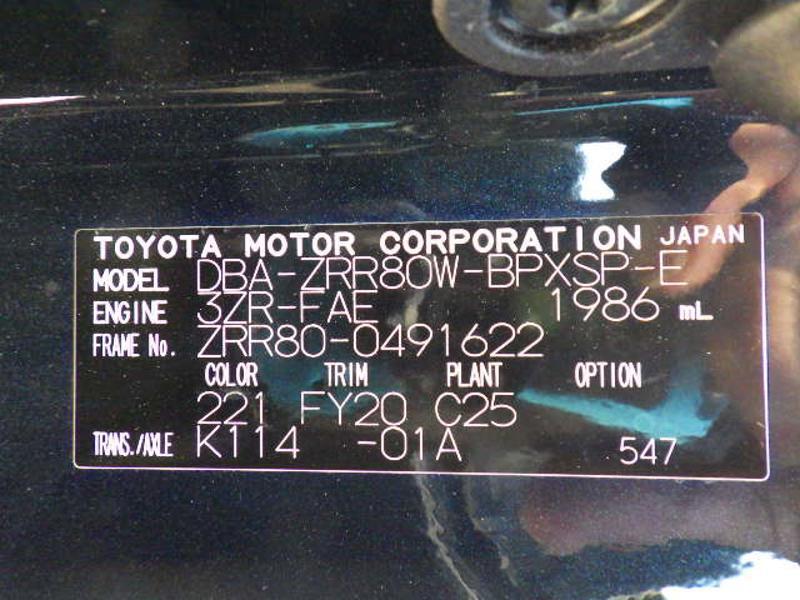 TOYOTA MOTOR CORPORATION JAPAN
MODEL DBA-ZRR80W-BPXSP-E
ENGINE 3ZR-FAE 1986 mL
FRAME No. ZRR80-0491622
COLOR TRIM PLANT OPTION
221 FY20 C25
TRANS./AXLE K114 -01A 547